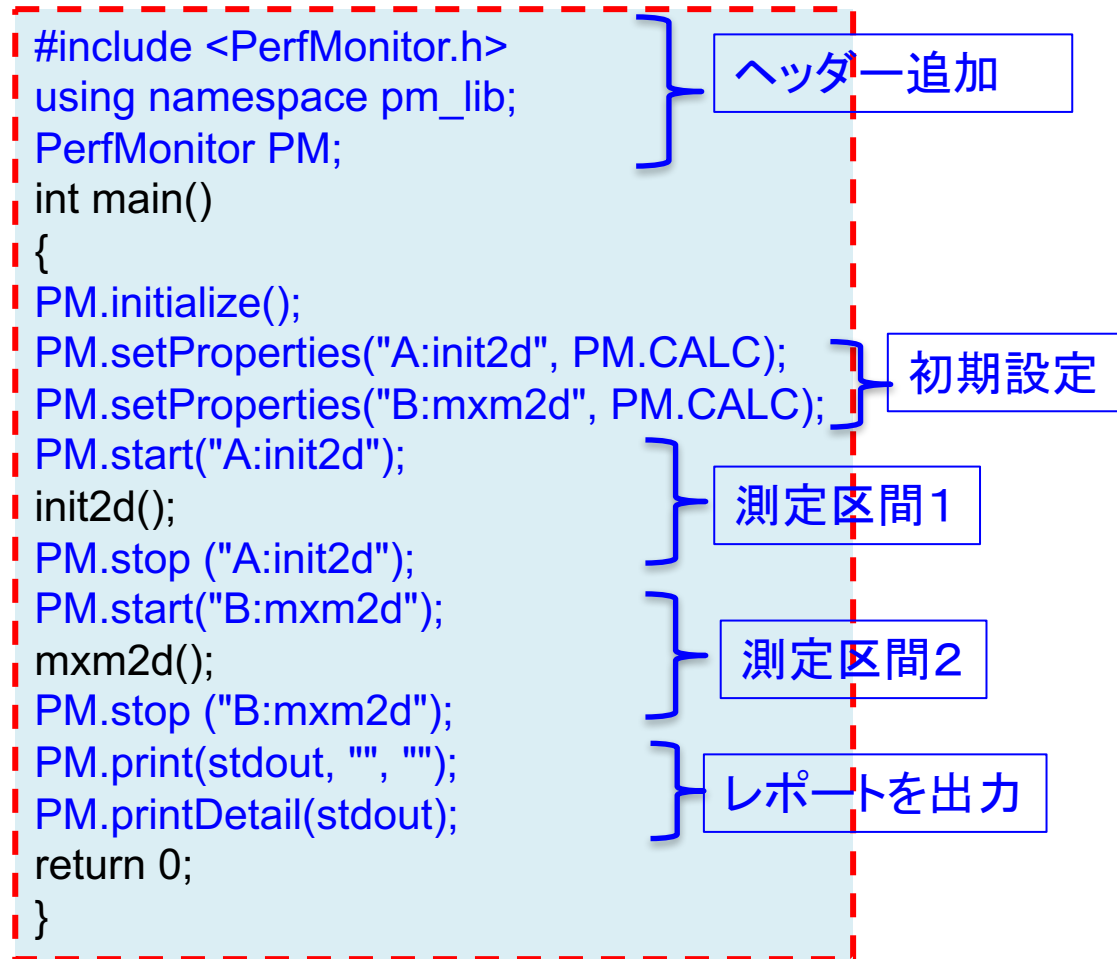 #include <PerfMonitor.h>
using namespace pm_lib;
PerfMonitor PM;
ヘッダー追加
int main()
{
PM.initialize();
PM.setProperties("A:init2d", PM.CALC);
PM.setProperties("B:mxm2d", PM.CALC);
初期設定
PM.start("A:init2d");
init2d();
PM.stop ("A:init2d");
測定区間1
PM.start("B:mxm2d");
mxm2d();
PM.stop ("B:mxm2d");
測定区間2
PM.print(stdout, "", "");
PM.printDetail(stdout);
レポートを出力
return 0;
}